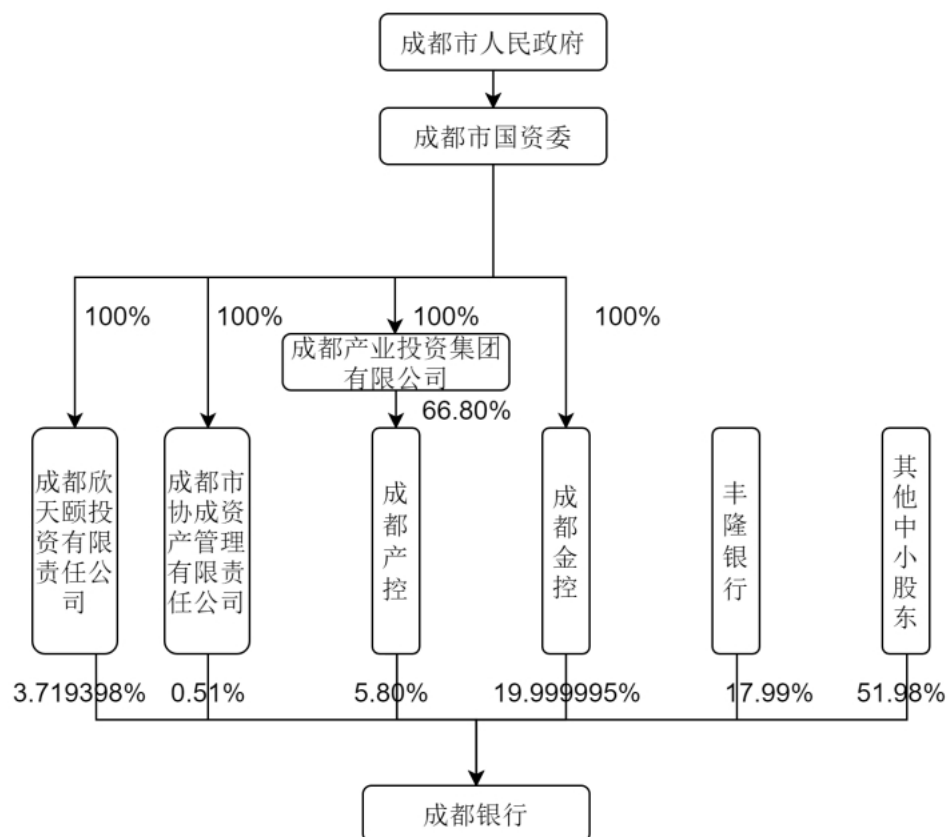 成都市人民政府
成都市国资委
100%
100%
100%
100%
成都产业投资集团
有限公司
66.80%
成都欣
天颐投
资有限
责任公
司
成都市
协成资
产管理
有限责
任公司
成都产控
成都金控
丰隆银行
其他中小股东
3.719398%
0.51%
5.80%
19.999995%
17.99%
51.98%
成都银行